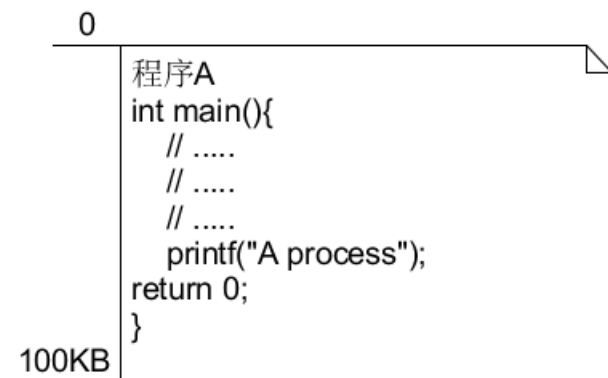 0
程序A
int main(){
// .....
// .....
// .....
printf("A process");
return 0;
}
100KB